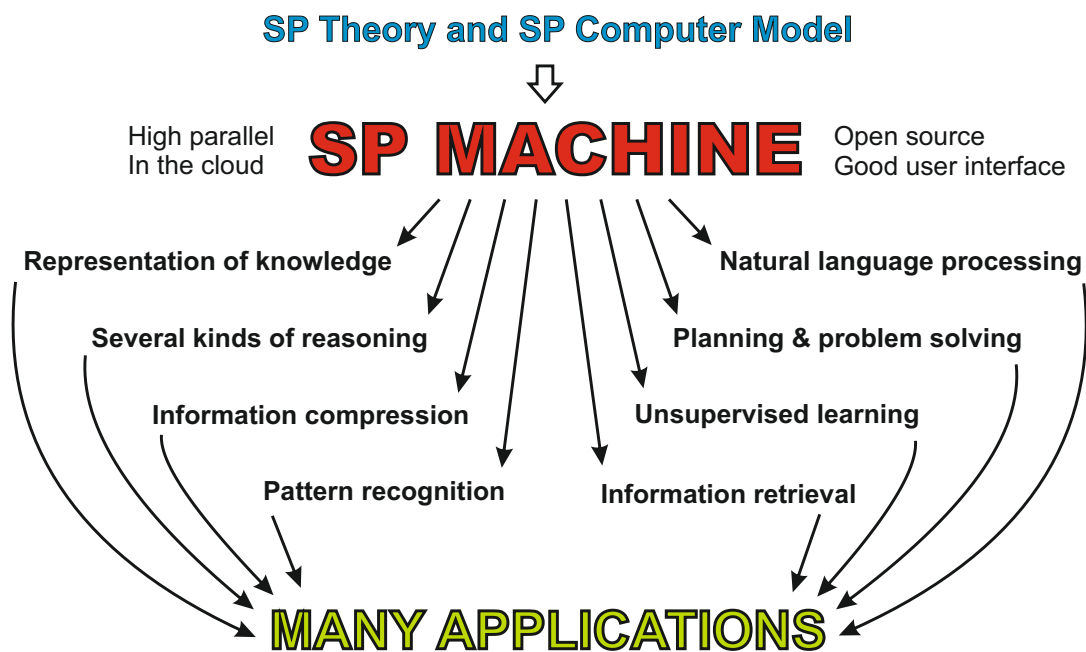 SP Theory and SP Computer Model
High parallel
In the cloud
SP MACHINE
Open source
Good user interface
Representation of knowledge
Natural language processing
Several kinds of reasoning
Planning & problem solving
Information compression
Unsupervised learning
Pattern recognition
Information retrieval
MANY APPLICATIONS